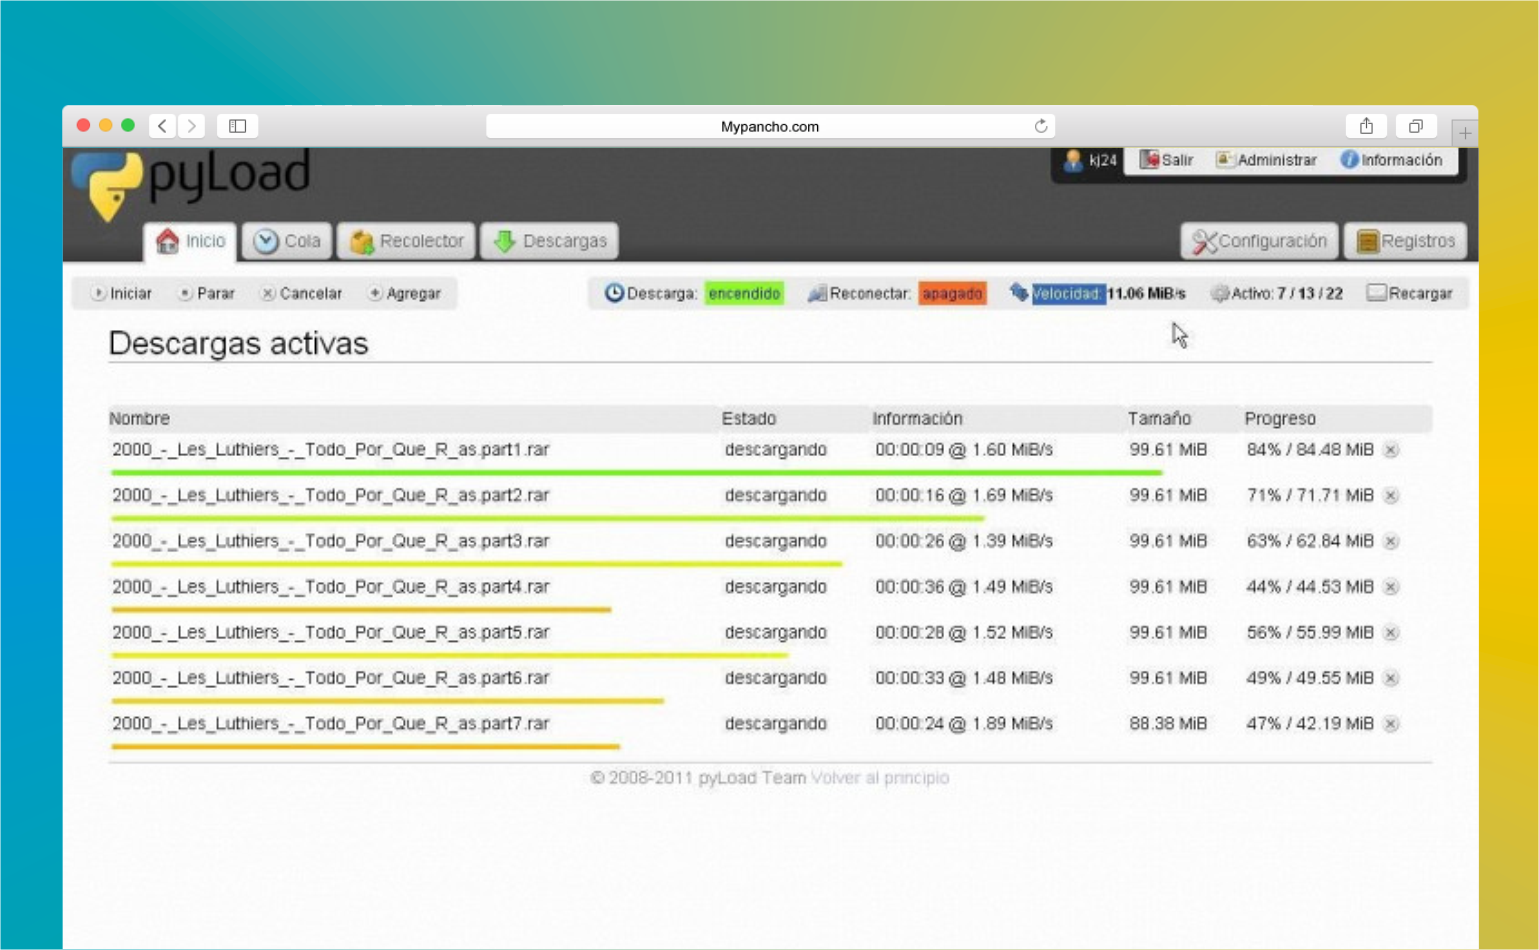 Mypancho.com
pyLoad
kj24 Salir Administrar Información
Inicio Cola Recolector Descargas Configuración Registros
Iniciar Parar Cancelar Agregar Descarga: encendido Reconectar: apagado Velocidad: 11.06 MiB/s Activo: 7 / 13 / 22 Recargar
Descargas activas
Nombre Estado Información Tamaño Progreso
2000_-_Les_Luthiers_-_Todo_Por_Que_R_as.part1.rar descargando 00:00:09 @ 1.60 MiB/s 99.61 MiB 84% / 84.48 MiB
2000_-_Les_Luthiers_-_Todo_Por_Que_R_as.part2.rar descargando 00:00:16 @ 1.69 MiB/s 99.61 MiB 71% / 71.71 MiB
2000_-_Les_Luthiers_-_Todo_Por_Que_R_as.part3.rar descargando 00:00:26 @ 1.39 MiB/s 99.61 MiB 63% / 62.84 MiB
2000_-_Les_Luthiers_-_Todo_Por_Que_R_as.part4.rar descargando 00:00:36 @ 1.49 MiB/s 99.61 MiB 44% / 44.53 MiB
2000_-_Les_Luthiers_-_Todo_Por_Que_R_as.part5.rar descargando 00:00:28 @ 1.52 MiB/s 99.61 MiB 56% / 55.99 MiB
2000_-_Les_Luthiers_-_Todo_Por_Que_R_as.part6.rar descargando 00:00:33 @ 1.48 MiB/s 99.61 MiB 49% / 49.55 MiB
2000_-_Les_Luthiers_-_Todo_Por_Que_R_as.part7.rar descargando 00:00:24 @ 1.89 MiB/s 88.38 MiB 47% / 42.19 MiB
© 2008-2011 pyLoad Team Volver al principio